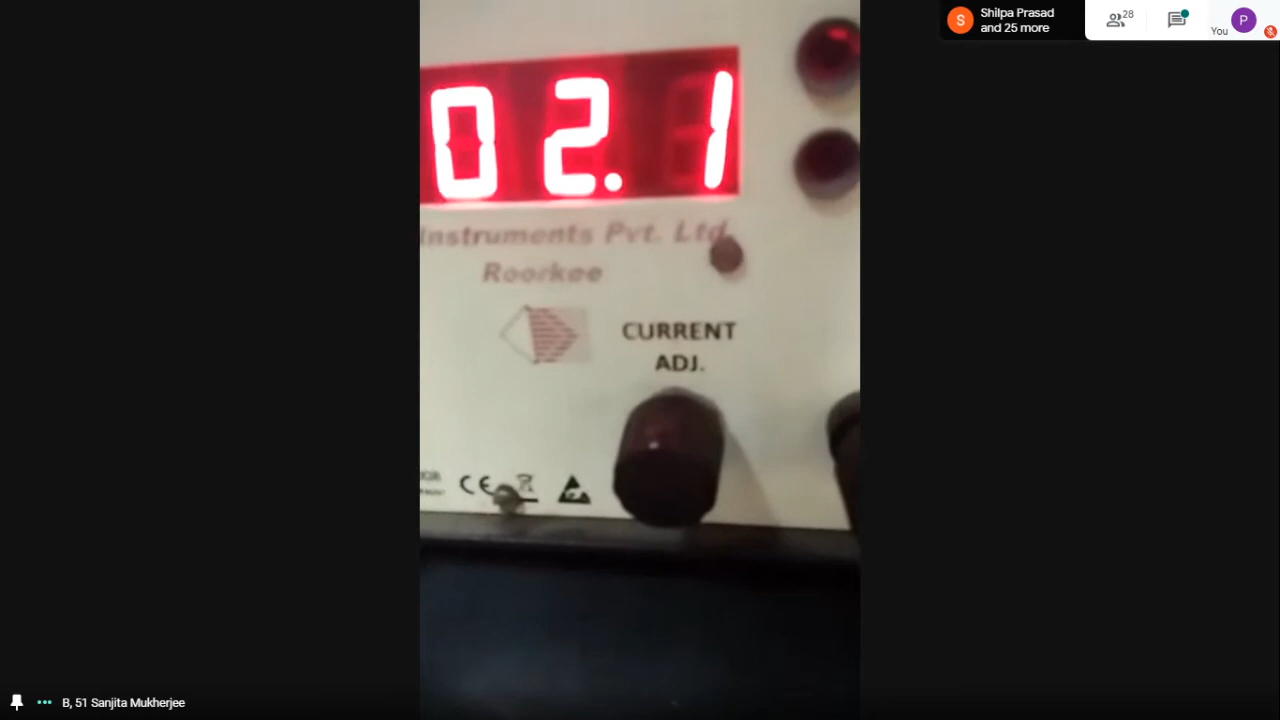 Shilpa Prasad
and 25 more
28
You
P
S
02.1
Instruments Pvt. Ltd.
Roorkee
CURRENT
ADJ.
CE
B, 51 Sanjita Mukherjee